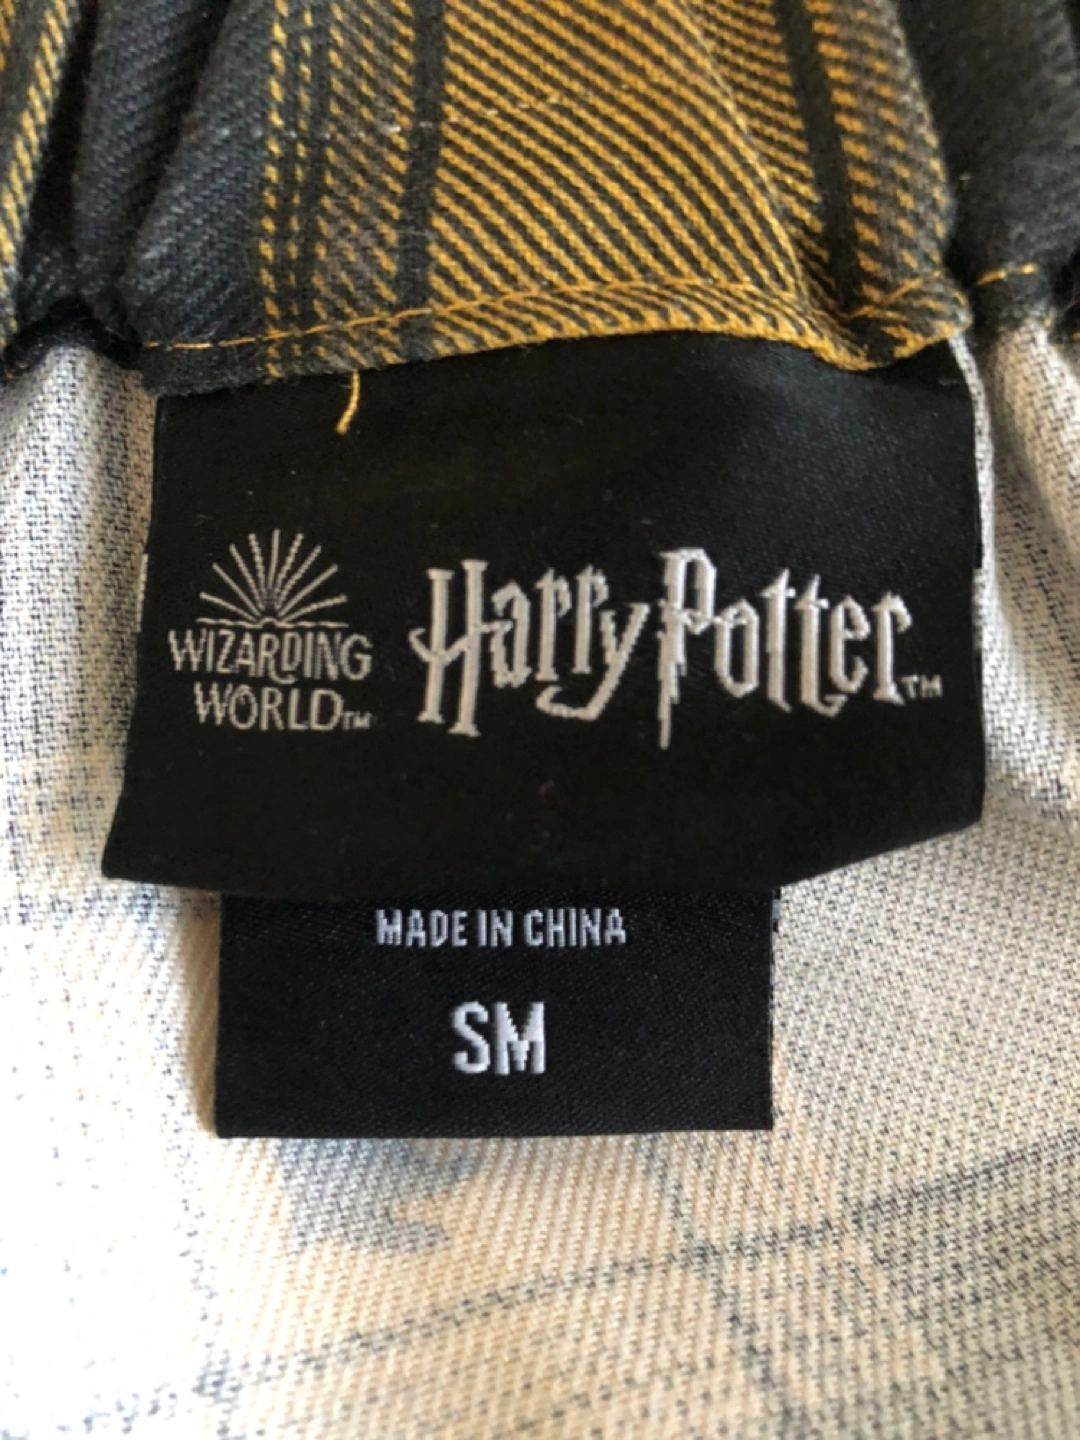 WIZARDING
WORLD™
Harry Potter™
MADE IN CHINA
SM